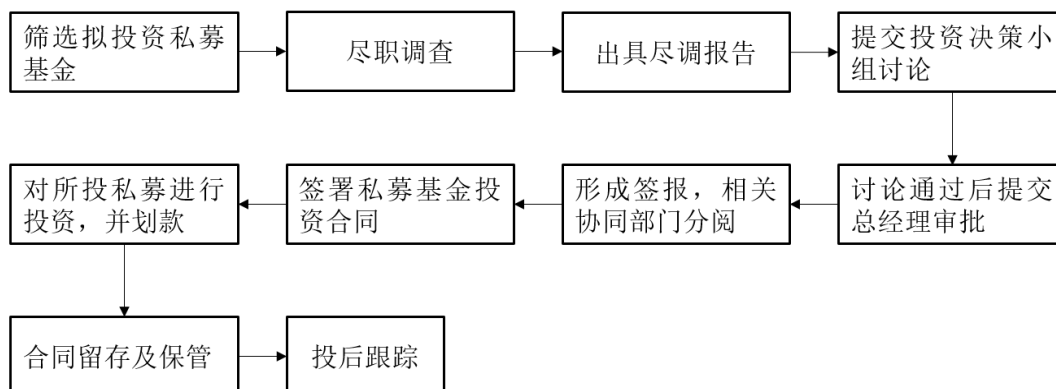 筛选拟投资私募
基金
尽职调查
出具尽调报告
提交投资决策小
组讨论
讨论通过后提交
总经理审批
形成签报，相关
协同部门分阅
签署私募基金投
资合同
对所投私募进行
投资，并划款
合同留存及保管
投后跟踪